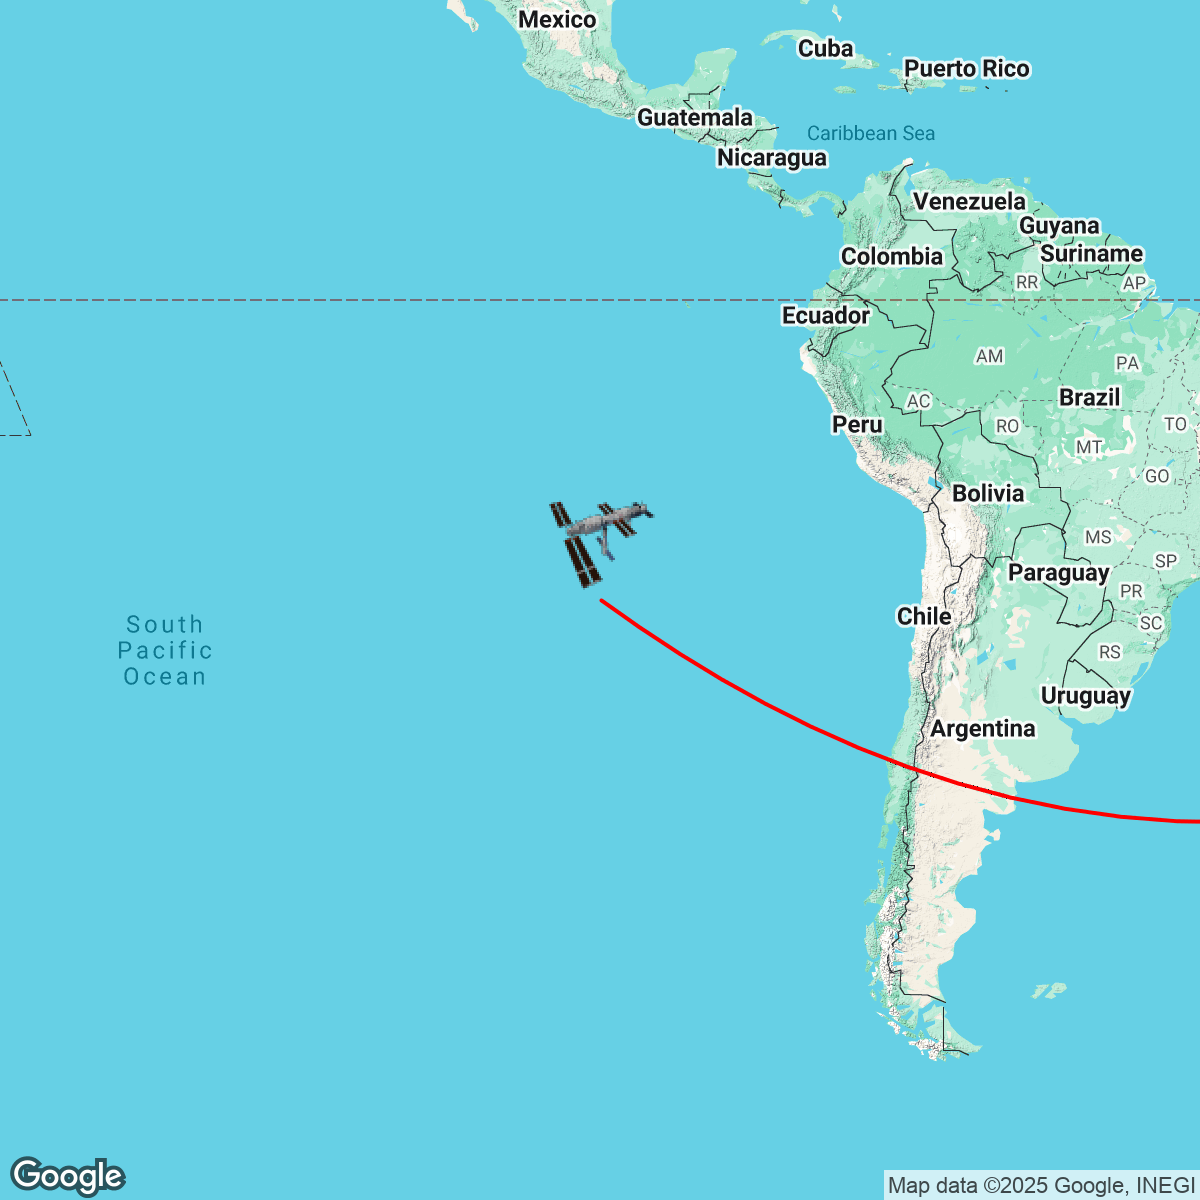 Mexico
Cuba
Puerto Rico
Guatemala
Caribbean Sea
Nicaragua
Venezuela
Guyana
Colombia
Suriname
RR
AP
Ecuador
AM
PA
Brazil
AC
Peru
RO
TO
MT
GO
Bolivia
MS
SP
Paraguay
PR
Chile
SC
South
Pacific
Ocean
RS
Uruguay
Argentina
Google
Map data ©2025 Google, INEGI